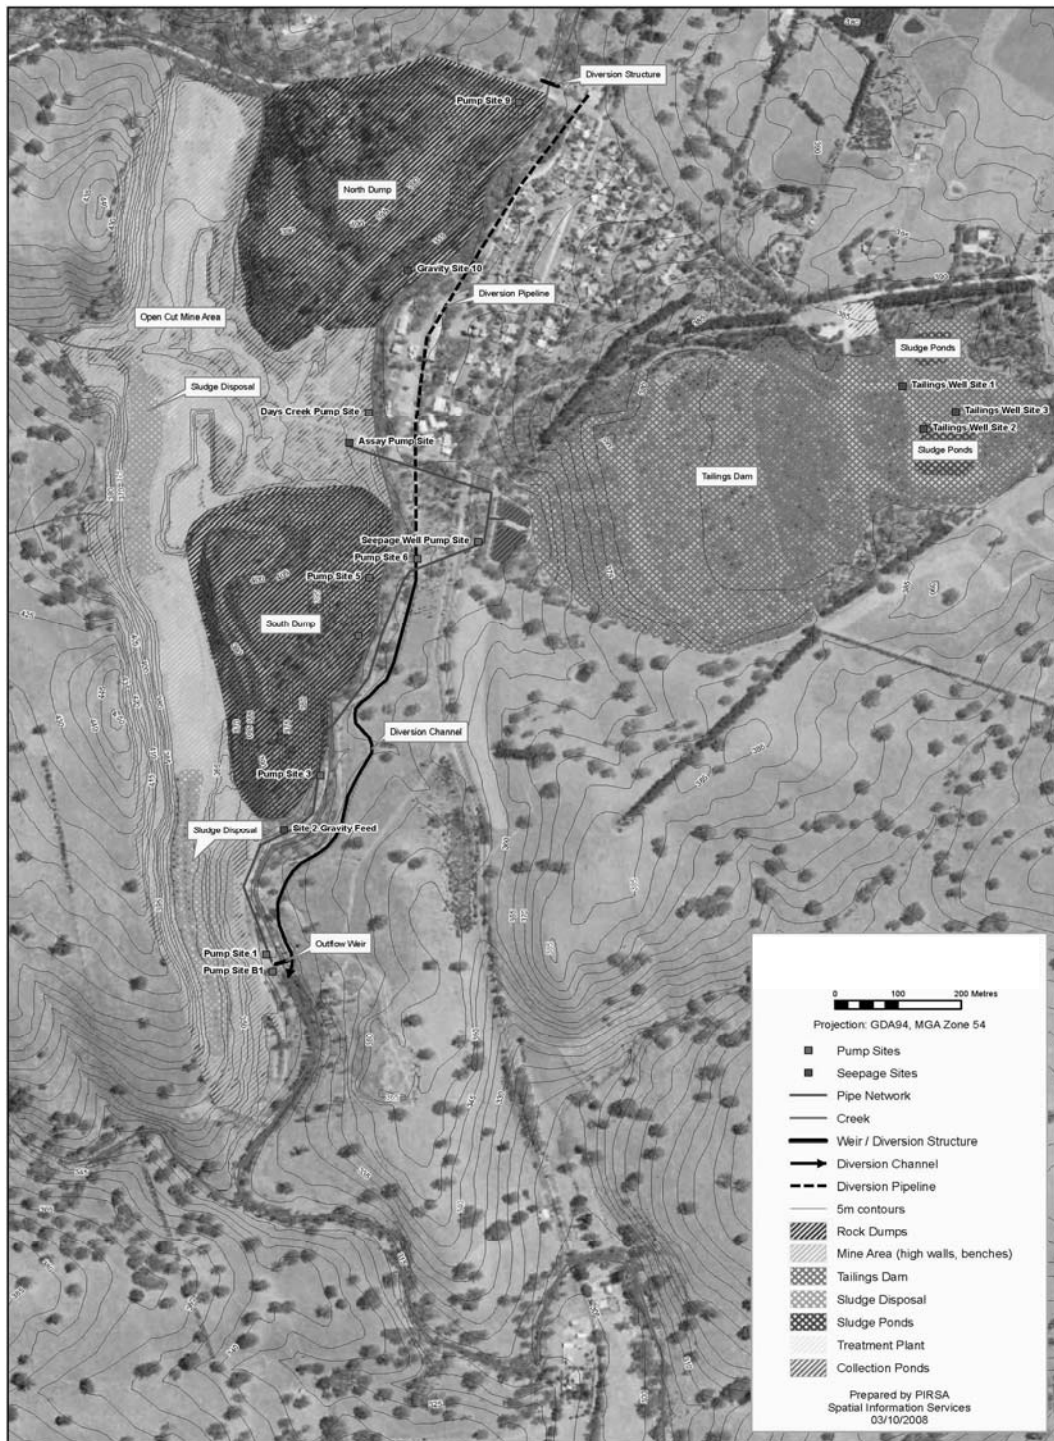 Diversion Structure
Pump Site 9
North Dump
Gravity Site 10
Diversion Pipeline
Open Cut Mine Area
Sludge Ponds
Sludge Disposal
Tailings Well Site 1
Days Creek Pump Site
Tailings Well Site 3
Tailings Well Site 2
Assay Pump Site
Sludge Ponds
Tailings Dam
Seepage Well Pump Site
Pump Site 6
Pump Site 5
South Dump
Diversion Channel
Pump Site 3
Sludge Disposal
Site 2 Gravity Feed
Outflow Weir
Pump Site 1
Pump Site B1
0 100 200 Metres
Projection: GDA94, MGA Zone 54
Pump Sites
Seepage Sites
Pipe Network
Creek
Weir / Diversion Structure
Diversion Channel
Diversion Pipeline
5m contours
Rock Dumps
Mine Area (high walls, benches)
Tailings Dam
Sludge Disposal
Sludge Ponds
Treatment Plant
Collection Ponds
Prepared by PIRSA
Spatial Information Services
03/10/2008